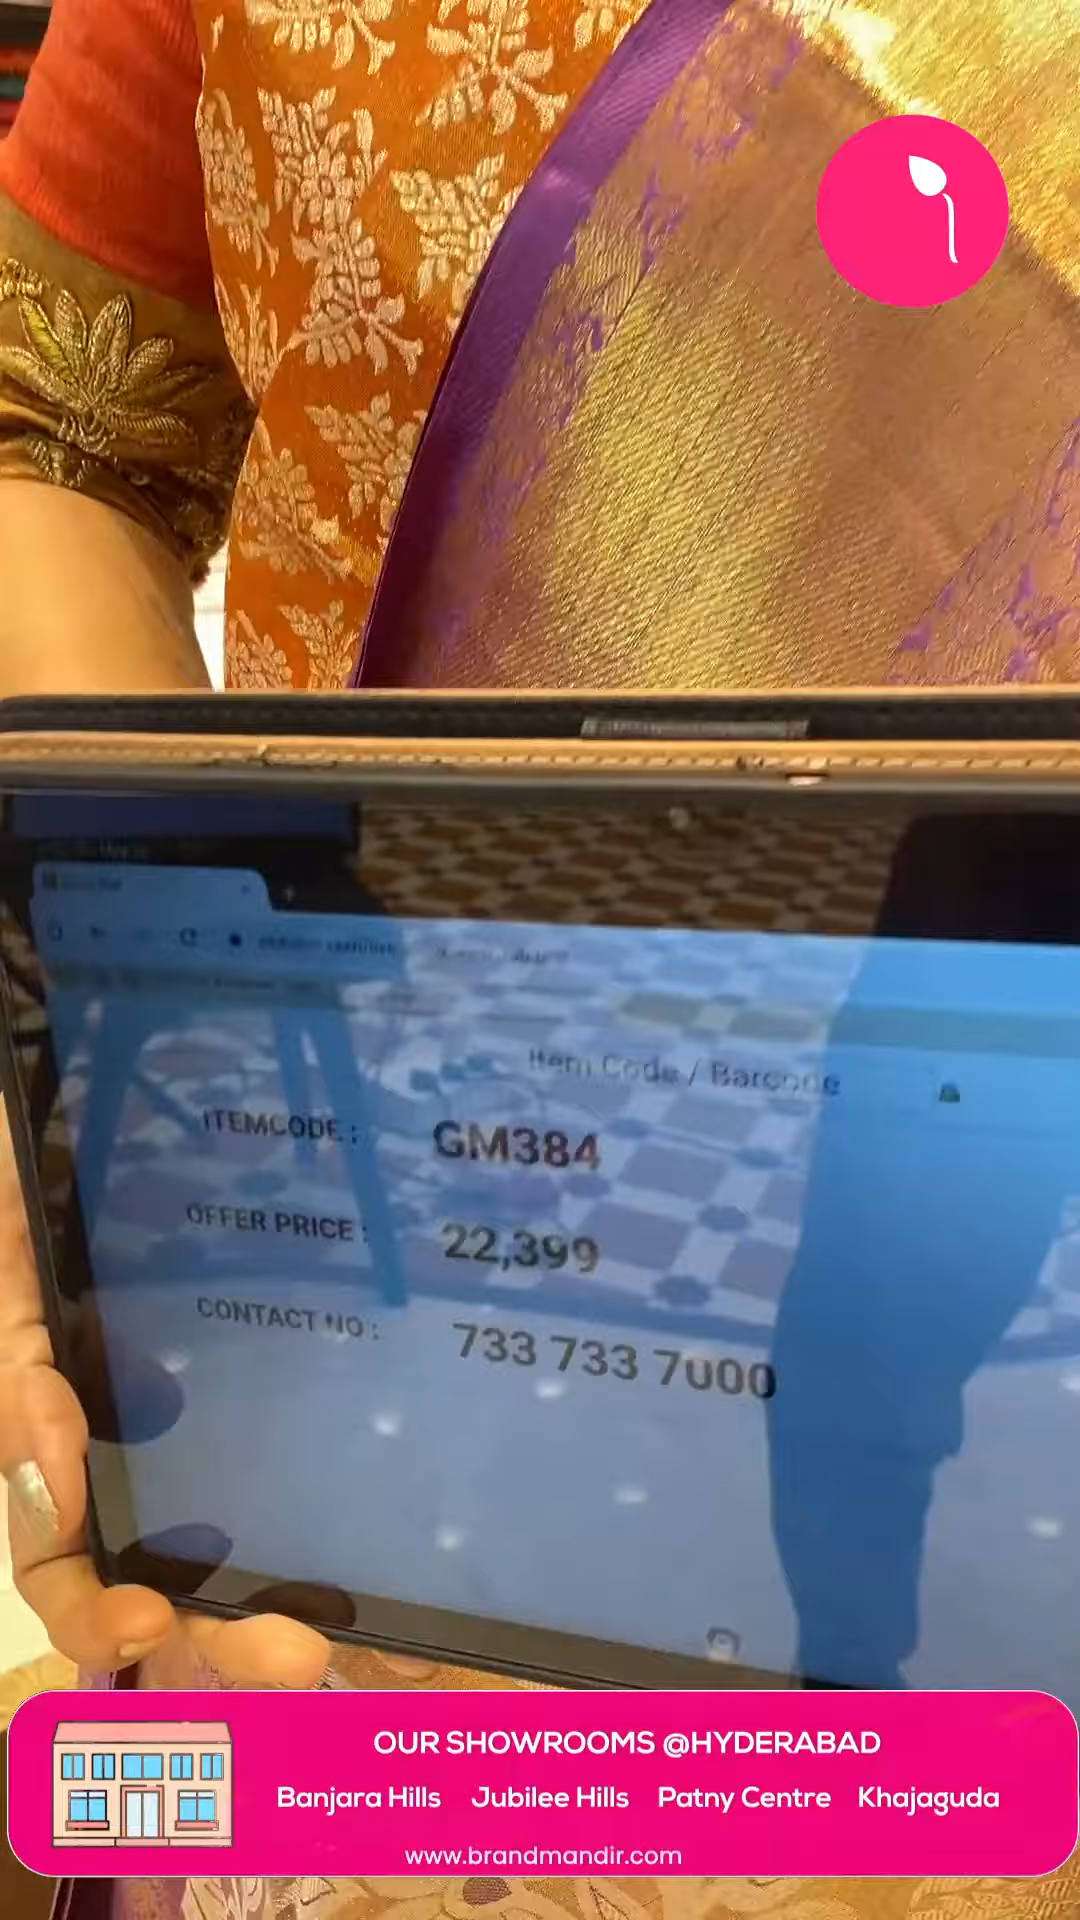 Item Code / Barcode
ITEMCODE : GM384
OFFER PRICE : 22,399
CONTACT NO : 733 733 7000
OUR SHOWROOMS @HYDERABAD
Banjara Hills Jubilee Hills Patny Centre Khajaguda
www.brandmandir.com